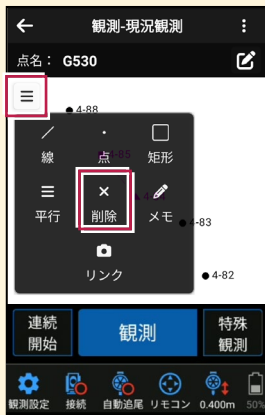 観測-現況観測
点名： G530
4-88
線 点 矩形
平行 削除 メモ
4-83
リンク
4-82
連続開始 観測 特殊観測
観測設定 接続 自動追尾 リモコン 0.400m 50%